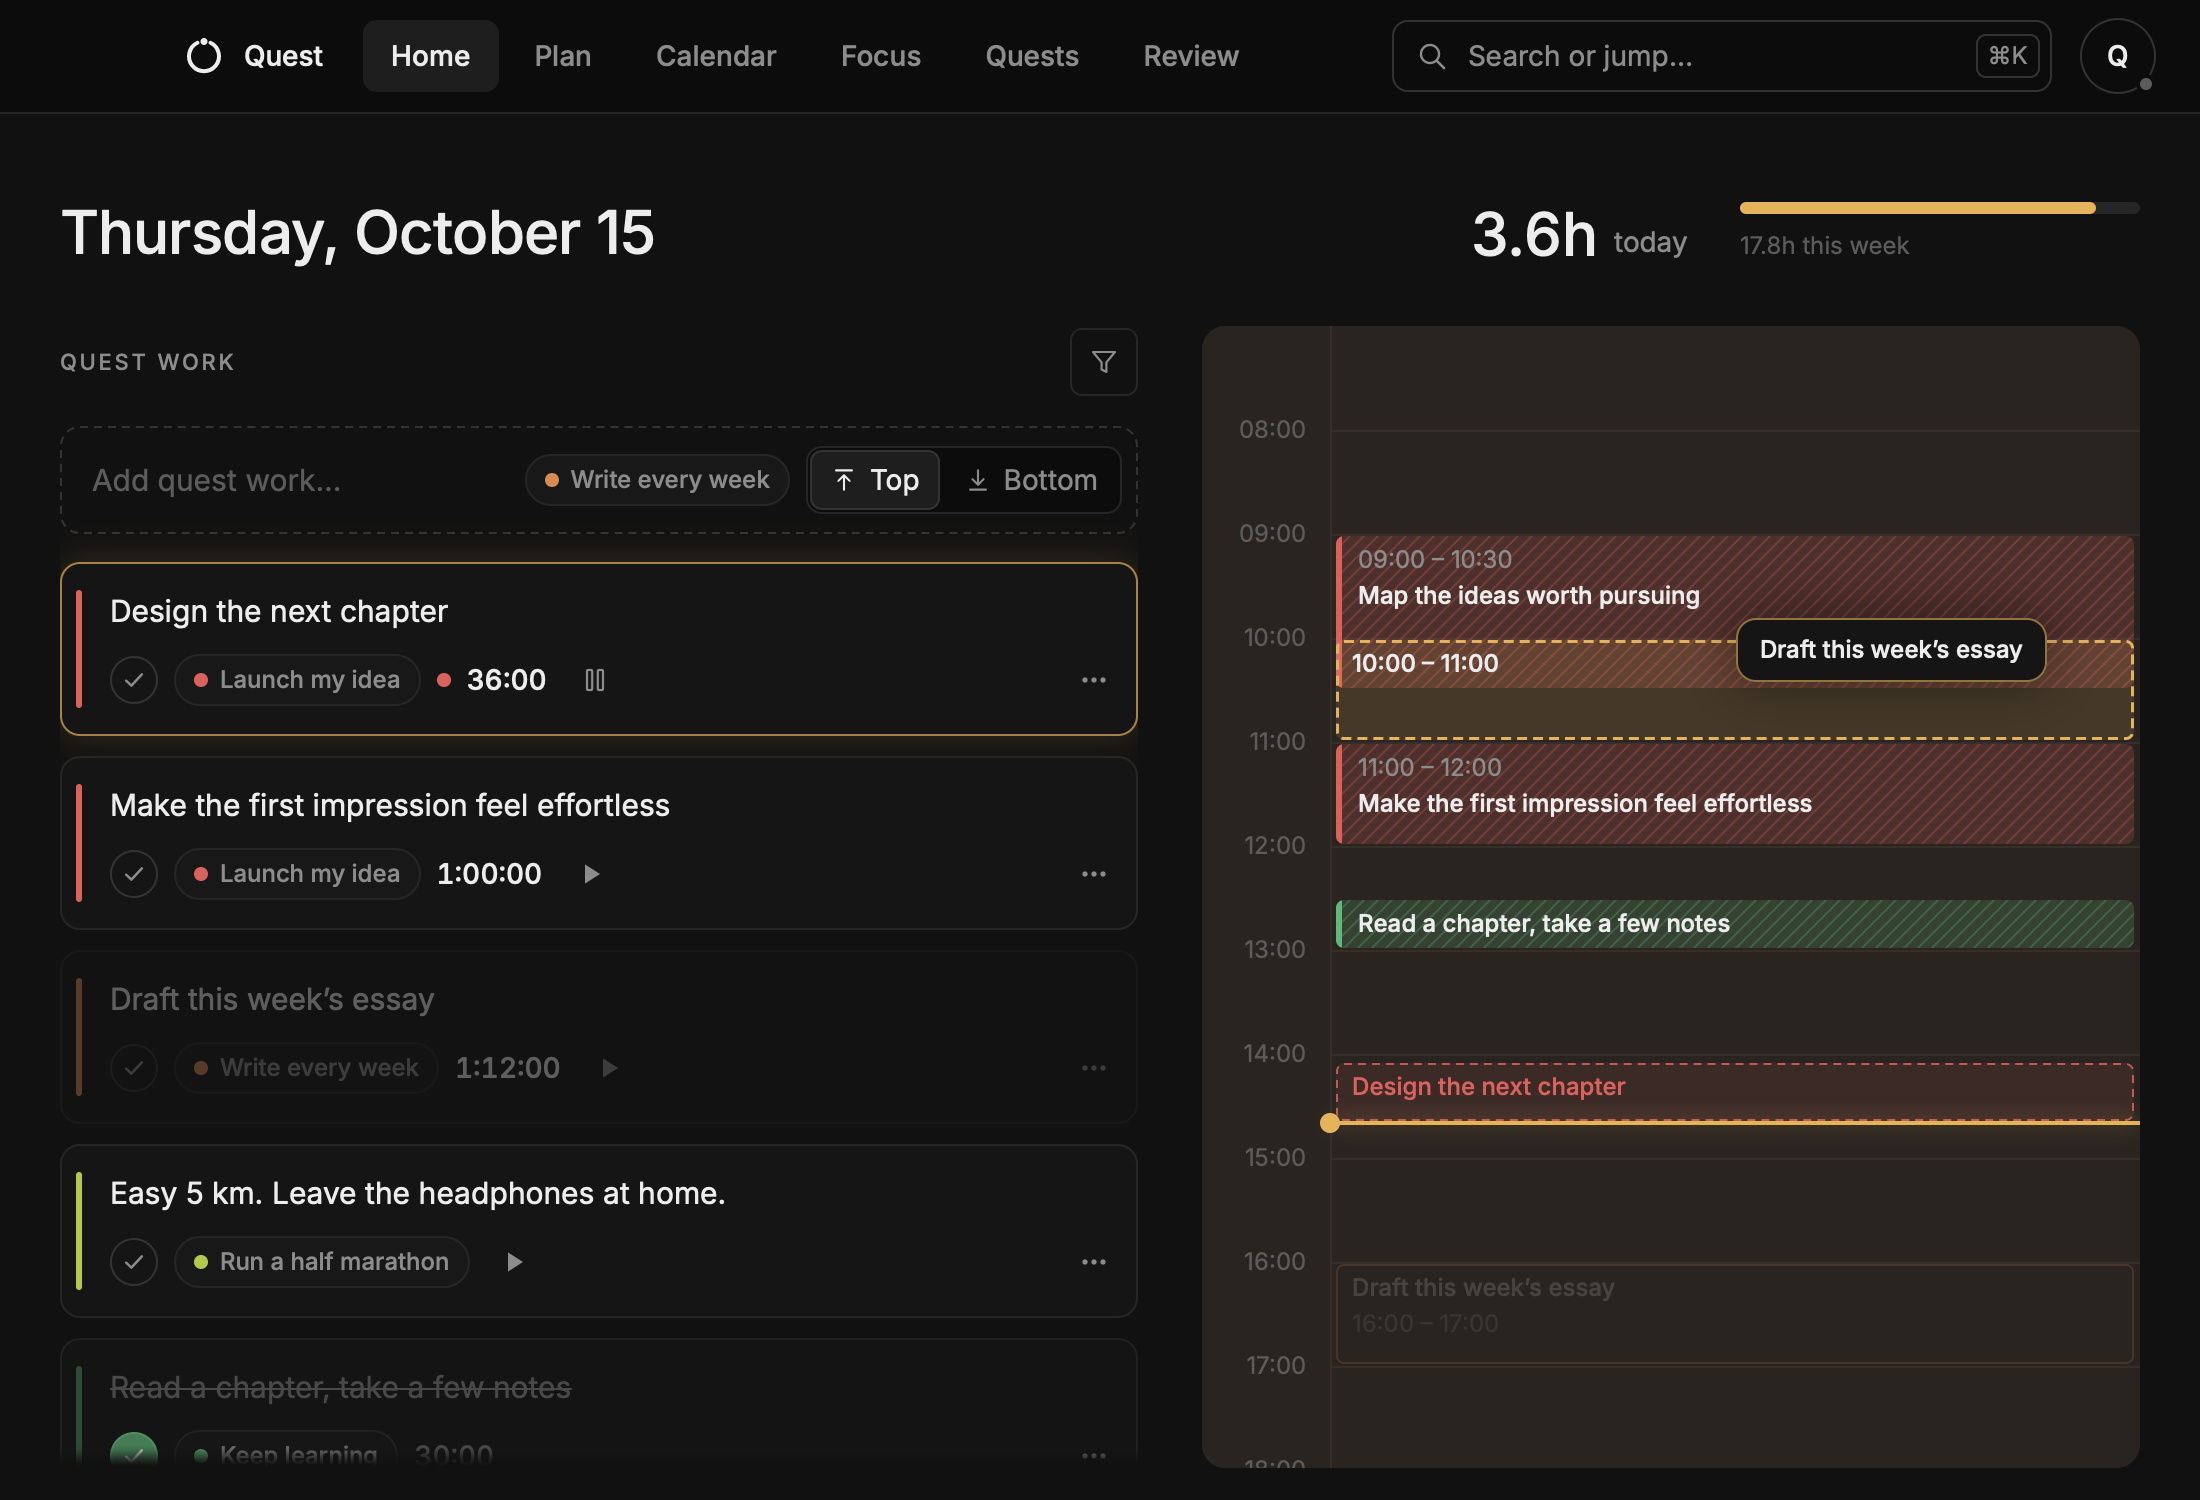 Quest
Home
Plan
Calendar
Focus
Quests
Review
Search or jump...
⌘K
Q
Thursday, October 15
3.6h today
17.8h this week
QUEST WORK
Add quest work...
Write every week
Top
Bottom
Design the next chapter
Launch my idea
36:00
Make the first impression feel effortless
Launch my idea
1:00:00
Draft this week’s essay
Write every week
1:12:00
Easy 5 km. Leave the headphones at home.
Run a half marathon
Read a chapter, take a few notes
Keep learning
30:00
08:00
09:00
09:00 – 10:30
Map the ideas worth pursuing
10:00
10:00 – 11:00
Draft this week’s essay
11:00
11:00 – 12:00
Make the first impression feel effortless
12:00
Read a chapter, take a few notes
13:00
14:00
Design the next chapter
15:00
16:00
Draft this week’s essay
16:00 – 17:00
17:00
18:00